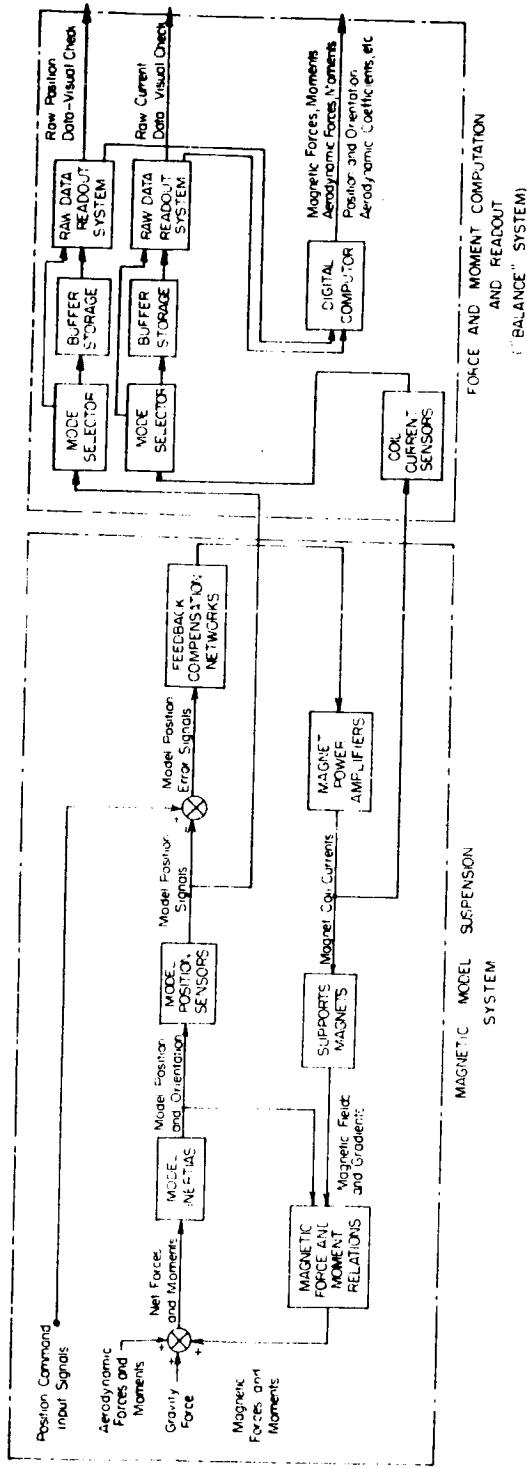 Position Command
Input Signals
Aerodynamic
Forces and
Moments
Gravity
Force
Magnetic
Forces and
Moments
+
+
+
Net Forces
and Moments
MODEL
INERTIAS
Model Position
and Orientation
MODEL
POSITION
SENSORS
Model Position
Signals
+
Model Position
Error Signals
FEEDBACK
COMPENSATION
NETWORKS
MAGNET
POWER
AMPLIFIERS
Magnet Coil Currents
SUPPORTS
MAGNETS
Magnetic Fields
and Gradients
MAGNETIC
FORCE AND
MOMENT
RELATIONS
MAGNETIC MODEL SUSPENSION
SYSTEM
MODE
SELECTOR
BUFFER
STORAGE
RAW DATA
READOUT
SYSTEM
Raw Position
Data-Visual Check
MODE
SELECTOR
BUFFER
STORAGE
RAW DATA
READOUT
SYSTEM
Raw Current
Data Visual Check
DIGITAL
COMPUTOR
Magnetic Forces, Moments
Aerodynamic Forces, Moments
Position and Orientation
Aerodynamic Coefficients, etc
COIL
CURRENT
SENSORS
FORCE AND MOMENT COMPUTATION
AND READOUT
("BALANCE" SYSTEM)